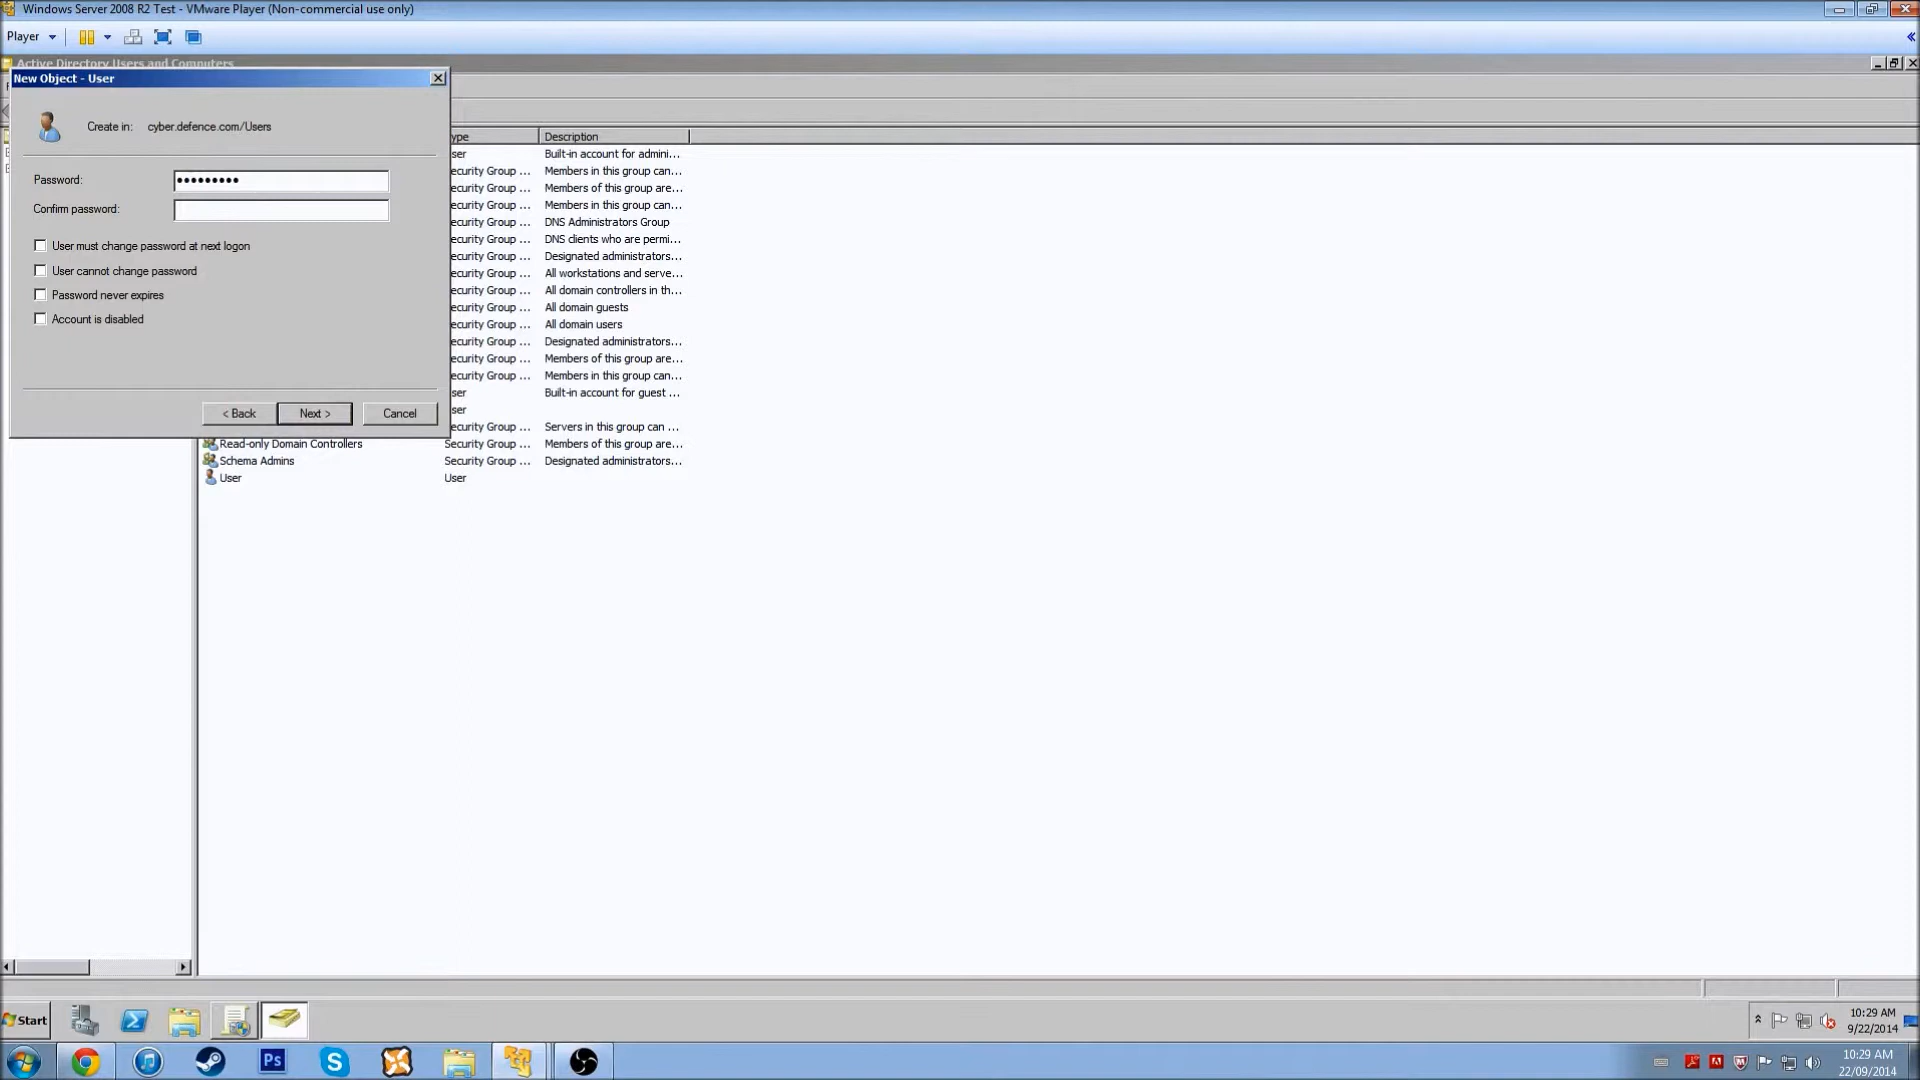 Windows Server 2008 R2 Test - VMware Player (Non-commercial use only)
Player
Active Directory Users and Computers
New Object - User
Create in: cyber.defence.com/Users
Password: •••••••••
Confirm password:
User must change password at next logon
User cannot change password
Password never expires
Account is disabled
< Back Next > Cancel
ype Description
ser Built-in account for admini...
ecurity Group ... Members in this group can...
ecurity Group ... Members of this group are...
ecurity Group ... Members in this group can...
ecurity Group ... DNS Administrators Group
ecurity Group ... DNS clients who are permi...
ecurity Group ... Designated administrators...
ecurity Group ... All workstations and serve...
ecurity Group ... All domain controllers in th...
ecurity Group ... All domain guests
ecurity Group ... All domain users
ecurity Group ... Designated administrators...
ecurity Group ... Members of this group are...
ecurity Group ... Members in this group can...
ser Built-in account for guest ...
ser
ecurity Group ... Servers in this group can ...
Read-only Domain Controllers Security Group ... Members of this group are...
Schema Admins Security Group ... Designated administrators...
User User
Start
10:29 AM
9/22/2014
Ps
10:29 AM
22/09/2014